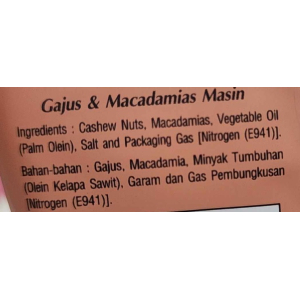 Gajus & Macadamias Masin
Ingredients : Cashew Nuts, Macadamias, Vegetable Oil
(Palm Olein), Salt and Packaging Gas [Nitrogen (E941)].
Bahan-bahan : Gajus, Macadamia, Minyak Tumbuhan
(Olein Kelapa Sawit), Garam dan Gas Pembungkusan
[Nitrogen (E941)].